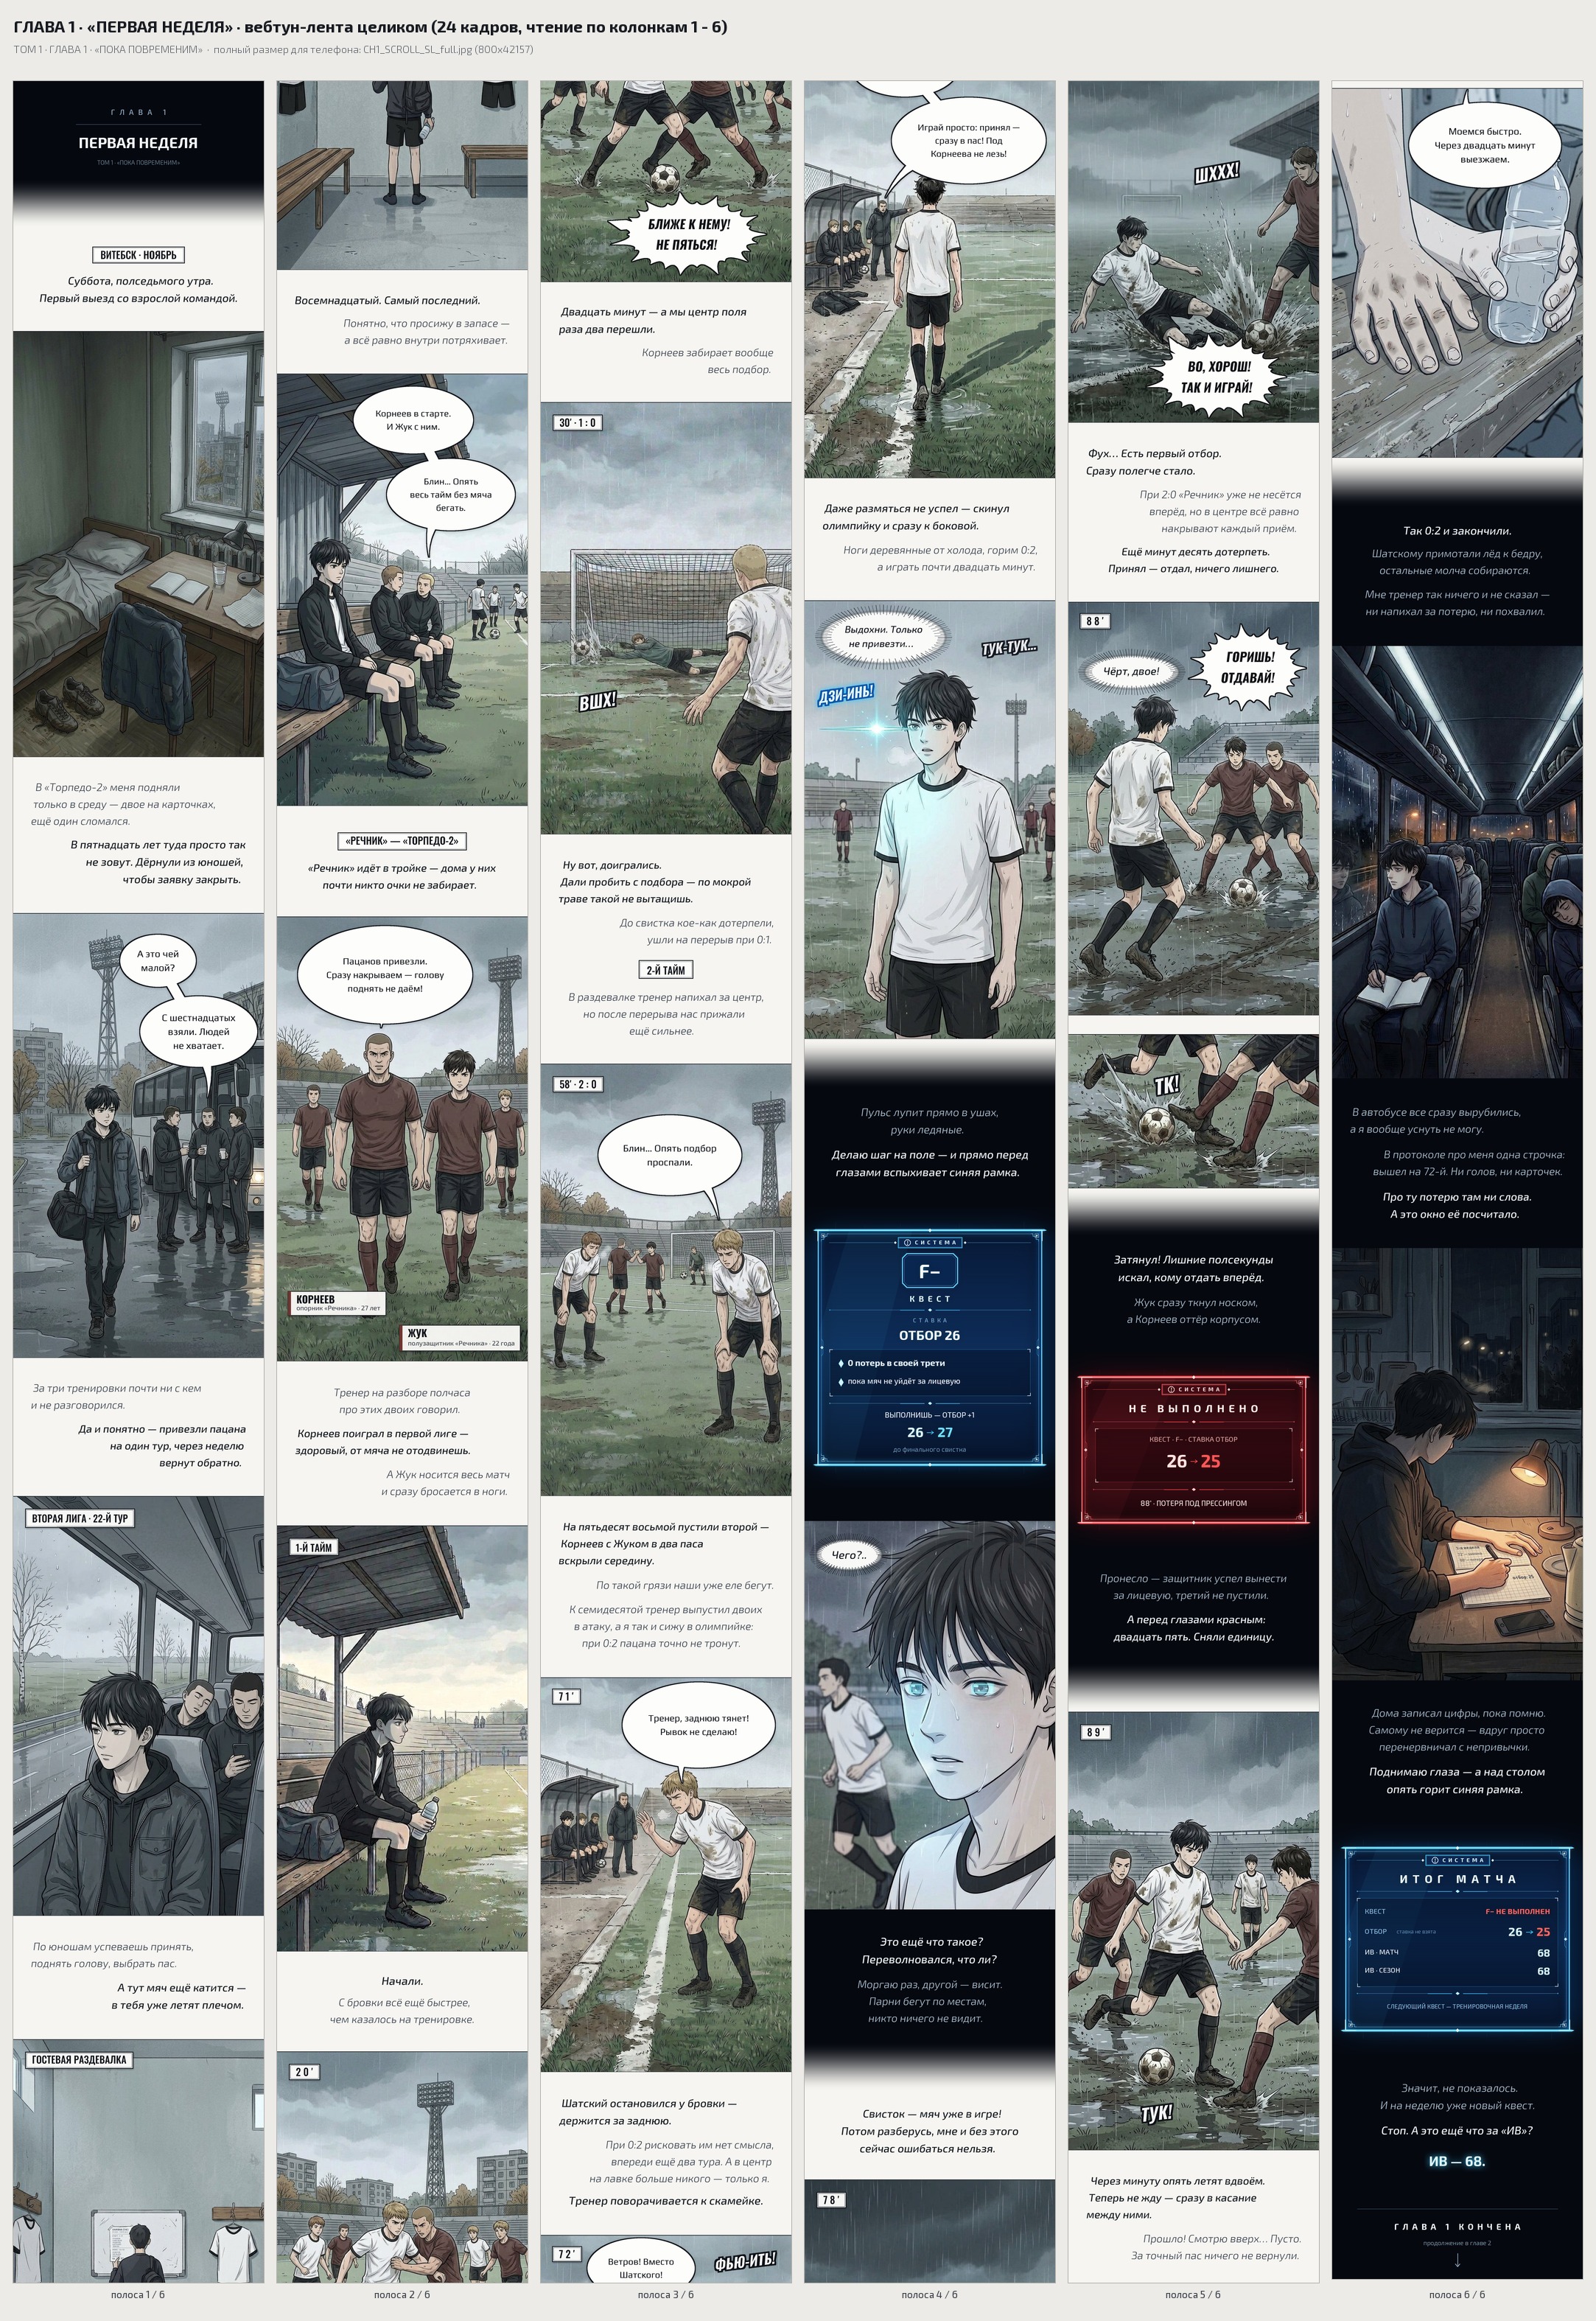 ГЛАВА 1 · «ПЕРВАЯ НЕДЕЛЯ» · вебтун-лента целиком (24 кадров, чтение по колонкам 1 - 6)
ТОМ 1 · ГЛАВА 1 · «ПОКА ПОВРЕМЕНИМ» · полный размер для телефона: CH1_SCROLL_SL_full.jpg (800x42157)
ГЛАВА 1
ПЕРВАЯ НЕДЕЛЯ
ТОМ 1 · «ПОКА ПОВРЕМЕНИМ»
ВИТЕБСК · НОЯБРЬ
Суббота, полседьмого утра.
Первый выезд со взрослой командой.
В «Торпедо-2» меня подняли
только в среду — двое на карточках,
ещё один сломался.
В пятнадцать лет туда просто так
не зовут. Дёрнули из юношей,
чтобы заявку закрыть.
А это чей
малой?
С шестнадцатых
взяли. Людей
не хватает.
За три тренировки почти ни с кем
и не разговорился.
Да и понятно — привезли пацана
на один тур, через неделю
вернут обратно.
ВТОРАЯ ЛИГА · 22-Й ТУР
По юношам успеваешь принять,
поднять голову, выбрать пас.
А тут мяч ещё катится —
в тебя уже летят плечом.
ГОСТЕВАЯ РАЗДЕВАЛКА
полоса 1 / 6
Восемнадцатый. Самый последний.
Понятно, что просижу в запасе —
а всё равно внутри потряхивает.
Корнеев в старте.
И Жук с ним.
Блин... Опять
весь тайм без мяча
бегать.
«РЕЧНИК» — «ТОРПЕДО-2»
«Речник» идёт в тройке — дома у них
почти никто очки не забирает.
Пацанов привезли.
Сразу накрываем — голову
поднять не даём!
КОРНЕЕВ
опорник «Речника» · 27 лет
ЖУК
полузащитник «Речника» · 22 года
Тренер на разборе полчаса
про этих двоих говорил.
Корнеев поиграл в первой лиге —
здоровый, от мяча не отодвинешь.
А Жук носится весь матч
и сразу бросается в ноги.
1-Й ТАЙМ
Начали.
С бровки всё ещё быстрее,
чем казалось на тренировке.
20'
полоса 2 / 6
БЛИЖЕ К НЕМУ!
НЕ ПЯТЬСЯ!
Двадцать минут — а мы центр поля
раза два перешли.
Корнеев забирает вообще
весь подбор.
30' · 1 : 0
ВШХ!
Ну вот, доигрались.
Дали пробить с подбора — по мокрой
траве такой не вытащишь.
До свистка кое-как дотерпели,
ушли на перерыв при 0:1.
2-Й ТАЙМ
В раздевалке тренер напихал за центр,
но после перерыва нас прижали
ещё сильнее.
58' · 2 : 0
Блин... Опять подбор
проспали.
На пятьдесят восьмой пустили второй —
Корнеев с Жуком в два паса
вскрыли середину.
По такой грязи наши уже еле бегут.
К семидесятой тренер выпустил двоих
в атаку, а я так и сижу в олимпийке:
при 0:2 пацана точно не тронут.
71'
Тренер, заднюю тянет!
Рывок не сделаю!
Шатский остановился у бровки —
держится за заднюю.
При 0:2 рисковать им нет смысла,
впереди ещё два тура. А в центр
на лавке больше никого — только я.
Тренер поворачивается к скамейке.
72'
Ветров! Вместо
Шатского!
ФЬЮ-ИТЬ!
полоса 3 / 6
Играй просто: принял —
сразу в пас! Под
Корнеева не лезь!
Даже размяться не успел — скинул
олимпийку и сразу к боковой.
Ноги деревянные от холода, горим 0:2,
а играть почти двадцать минут.
Выдохни. Только
не привезти...
ТУК-ТУК...
ДЗИ-ИНЬ!
Пульс лупит прямо в ушах,
руки ледяные.
Делаю шаг на поле — и прямо перед
глазами вспыхивает синяя рамка.
СИСТЕМА
F–
КВЕСТ
СТАВКА
ОТБОР 26
0 потерь в своей трети
пока мяч не уйдёт за лицевую
ВЫПОЛНИШЬ — ОТБОР +1
26 → 27
до финального свистка
Чего?..
Это ещё что такое?
Переволновался, что ли?
Моргаю раз, другой — висит.
Парни бегут по местам,
никто ничего не видит.
Свисток — мяч уже в игре!
Потом разберусь, мне и без этого
сейчас ошибаться нельзя.
78'
полоса 4 / 6
ШХХХ!
ВО, ХОРОШ!
ТАК И ИГРАЙ!
Фух... Есть первый отбор.
Сразу полегче стало.
При 2:0 «Речник» уже не несётся
вперёд, но в центре всё равно
накрывают каждый приём.
Ещё минут десять дотерпеть.
Принял — отдал, ничего лишнего.
88'
Чёрт, двое!
ГОРИШЬ!
ОТДАВАЙ!
ТК!
Затянул! Лишние полсекунды
искал, кому отдать вперёд.
Жук сразу ткнул носком,
а Корнеев оттёр корпусом.
СИСТЕМА
НЕ ВЫПОЛНЕНО
КВЕСТ · F– · СТАВКА ОТБОР
26 → 25
88' · ПОТЕРЯ ПОД ПРЕССИНГОМ
Пронесло — защитник успел вынести
за лицевую, третий не пустили.
А перед глазами красным:
двадцать пять. Сняли единицу.
89'
ТУК!
Через минуту опять летят вдвоём.
Теперь не жду — сразу в касание
между ними.
Прошло! Смотрю вверх... Пусто.
За точный пас ничего не вернули.
полоса 5 / 6
Моемся быстро.
Через двадцать минут
выезжаем.
Так 0:2 и закончили.
Шатскому примотали лёд к бедру,
остальные молча собираются.
Мне тренер так ничего и не сказал —
ни напихал за потерю, ни похвалил.
В автобусе все сразу вырубились,
а я вообще уснуть не могу.
В протоколе про меня одна строчка:
вышел на 72-й. Ни голов, ни карточек.
Про ту потерю там ни слова.
А это окно её посчитало.
отбор 25
Дома записал цифры, пока помню.
Самому не верится — вдруг просто
перенервничал с непривычки.
Поднимаю глаза — а над столом
опять горит синяя рамка.
СИСТЕМА
ИТОГ МАТЧА
КВЕСТ F– НЕ ВЫПОЛНЕН
ОТБОР ставка не взята 26 → 25
ИВ · МАТЧ 68
ИВ · СЕЗОН 68
СЛЕДУЮЩИЙ КВЕСТ — ТРЕНИРОВОЧНАЯ НЕДЕЛЯ
Значит, не показалось.
И на неделю уже новый квест.
Стоп. А это ещё что за «ИВ»?
ИВ — 68.
ГЛАВА 1 КОНЧЕНА
продолжение в главе 2
↓
полоса 6 / 6